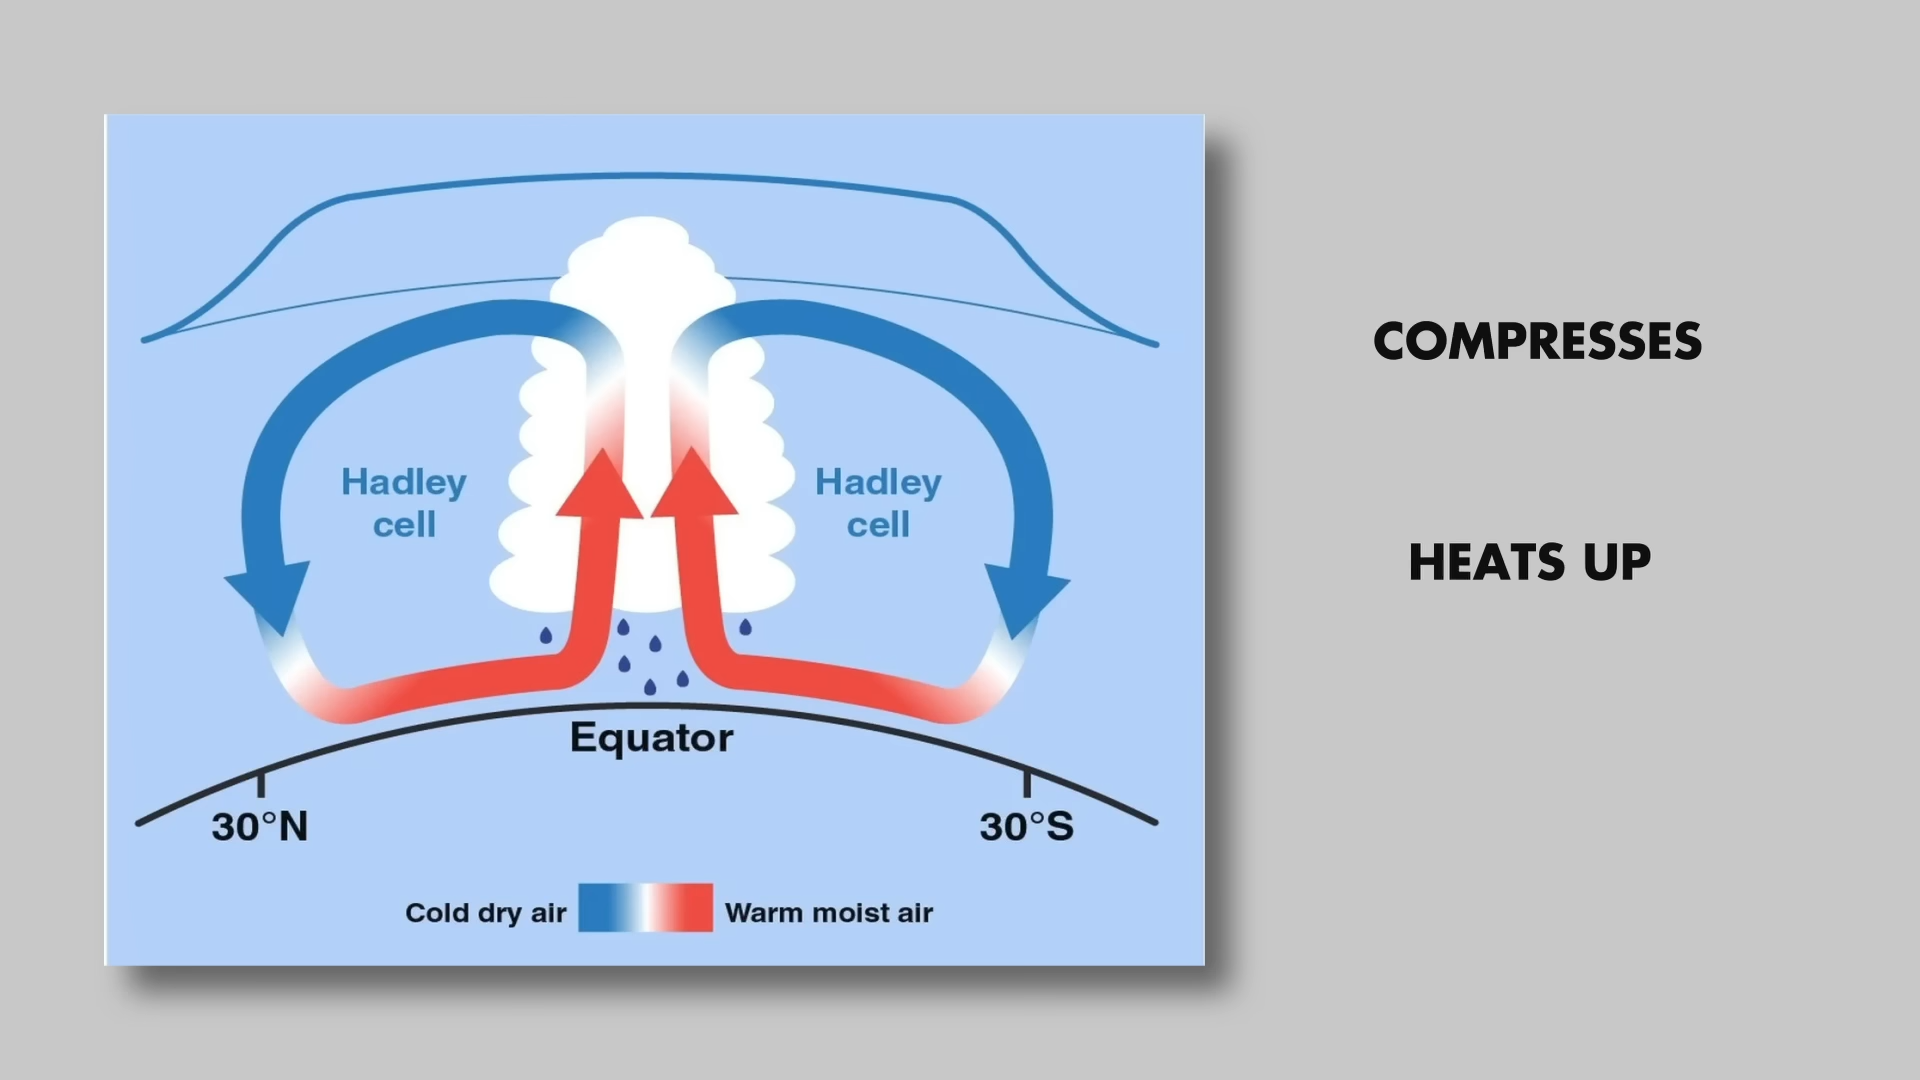 Hadley
cell
Hadley
cell
Equator
30°N
30°S
Cold dry air
Warm moist air
COMPRESSES
HEATS UP